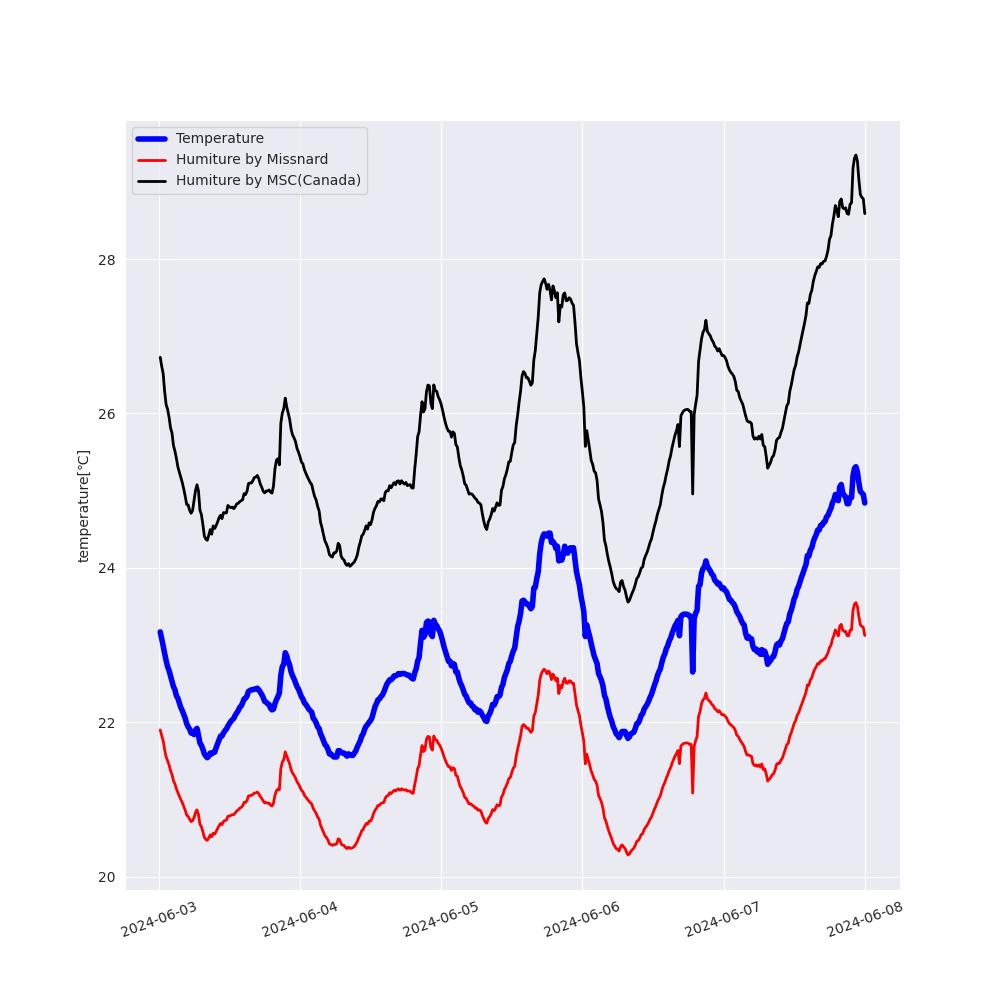 Temperature
Humiture by Missnard
Humiture by MSC(Canada)
28
26
24
22
20
temperature[℃]
2024-06-03
2024-06-04
2024-06-05
2024-06-06
2024-06-07
2024-06-08